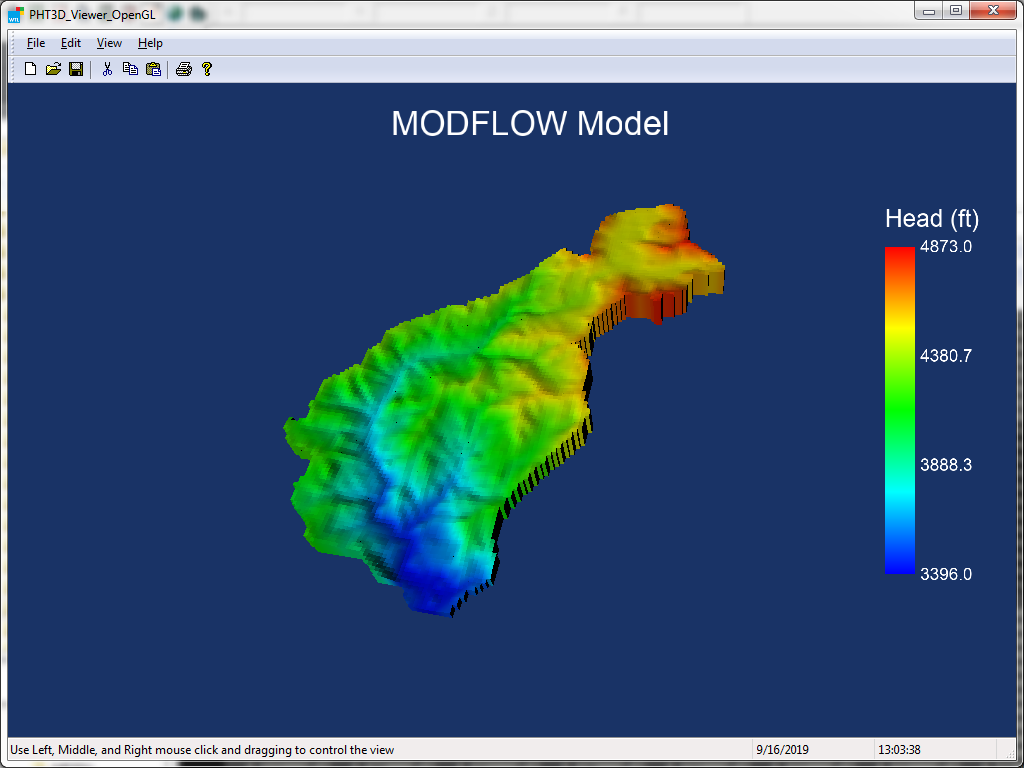 PHT3D_Viewer_OpenGL
File Edit View Help
MODFLOW Model
Head (ft)
4873.0
4380.7
3888.3
3396.0
Use Left, Middle, and Right mouse click and dragging to control the view
9/16/2019
13:03:38